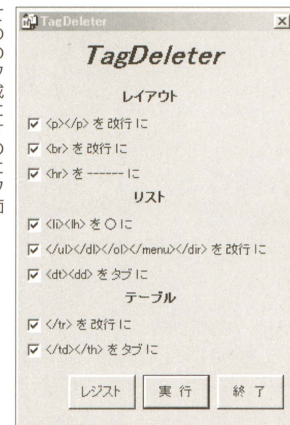 TagDeleter
TagDeleter
レイアウト
<p></p> を改行 に
<br> を改行 に
<hr> を ------ に
リスト
<li><lh> を ○ に
</ul></dl></ol></menu></dir> を改行 に
<dt><dd> をタブ に
テーブル
</tr> を改行 に
</td></th> をタブ に
レジスト
実 行
終 了